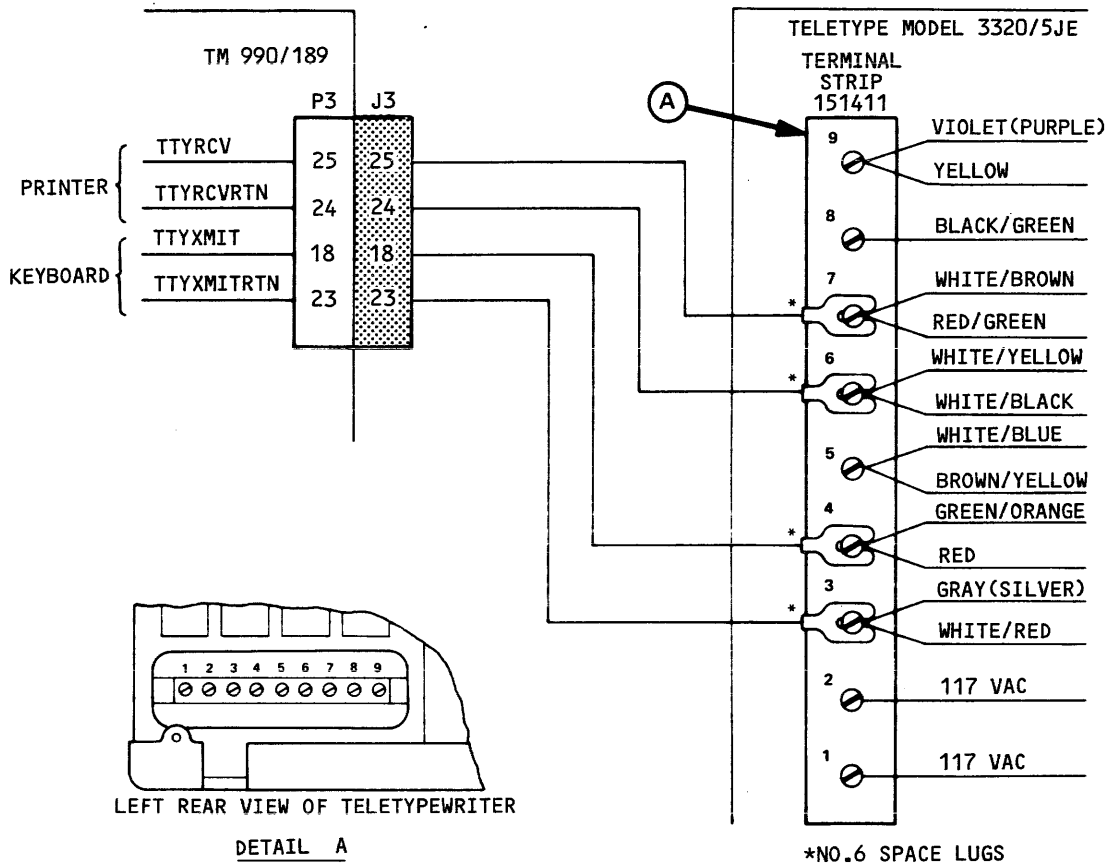 TM 990/189
P3 J3
PRINTER
TTYRCV 25 25
TTYRCVRTN 24 24
KEYBOARD
TTYXMIT 18 18
TTYXMITRTN 23 23
TELETYPE MODEL 3320/5JE
TERMINAL
STRIP
151411
A
9
VIOLET(PURPLE)
YELLOW
8
BLACK/GREEN
7
WHITE/BROWN
*
RED/GREEN
6
WHITE/YELLOW
*
WHITE/BLACK
5
WHITE/BLUE
BROWN/YELLOW
4
GREEN/ORANGE
*
RED
3
GRAY(SILVER)
*
WHITE/RED
2
117 VAC
1
117 VAC
*NO.6 SPACE LUGS
1 2 3 4 5 6 7 8 9
LEFT REAR VIEW OF TELETYPEWRITER
DETAIL A